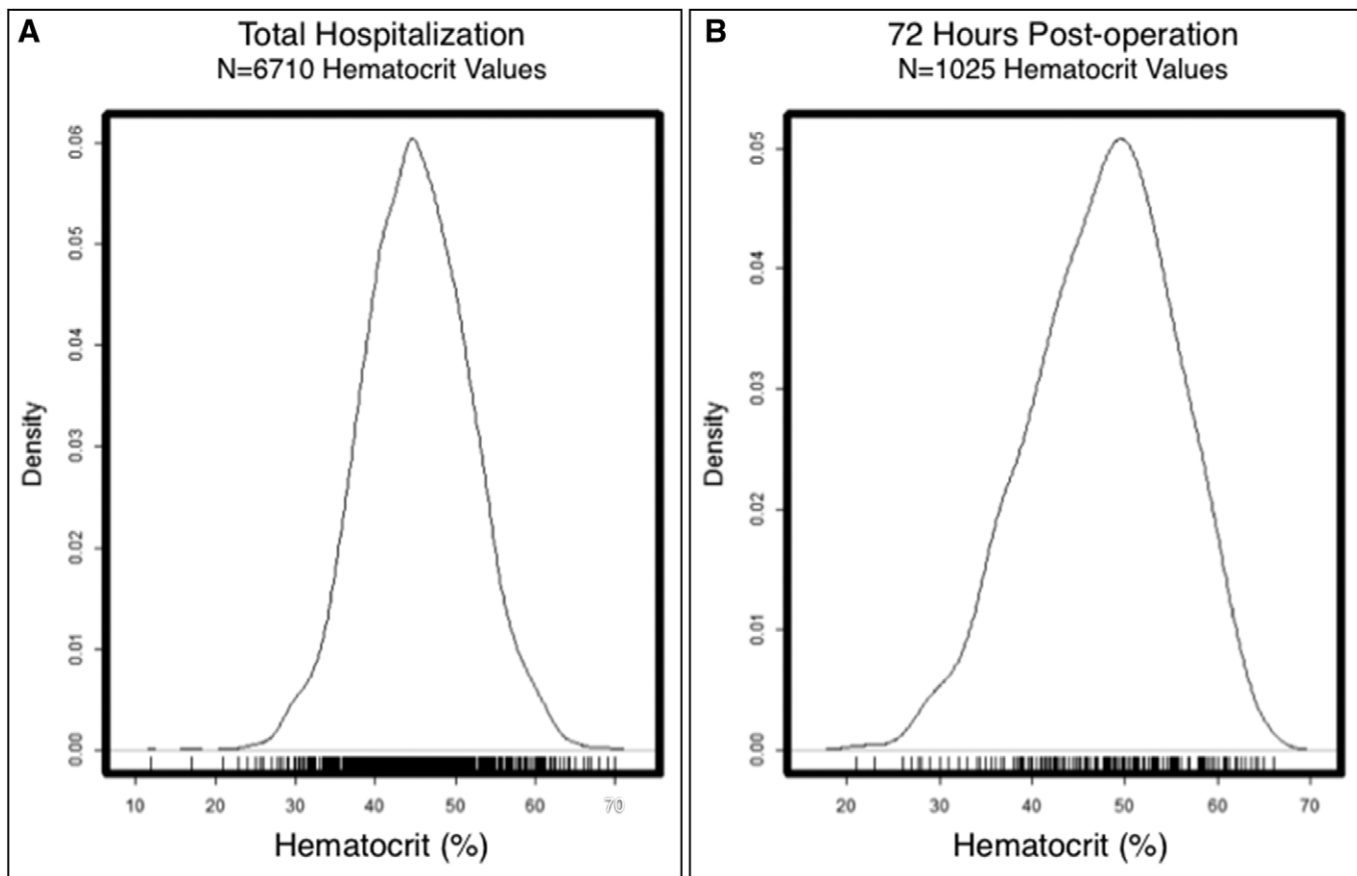 A
Total Hospitalization
N=6710 Hematocrit Values
0.06
0.05
0.04
0.03
0.02
0.01
0.00
Density
10 20 30 40 50 60 70
Hematocrit (%)
B
72 Hours Post-operation
N=1025 Hematocrit Values
0.05
0.04
0.03
0.02
0.01
0.00
Density
20 30 40 50 60 70
Hematocrit (%)